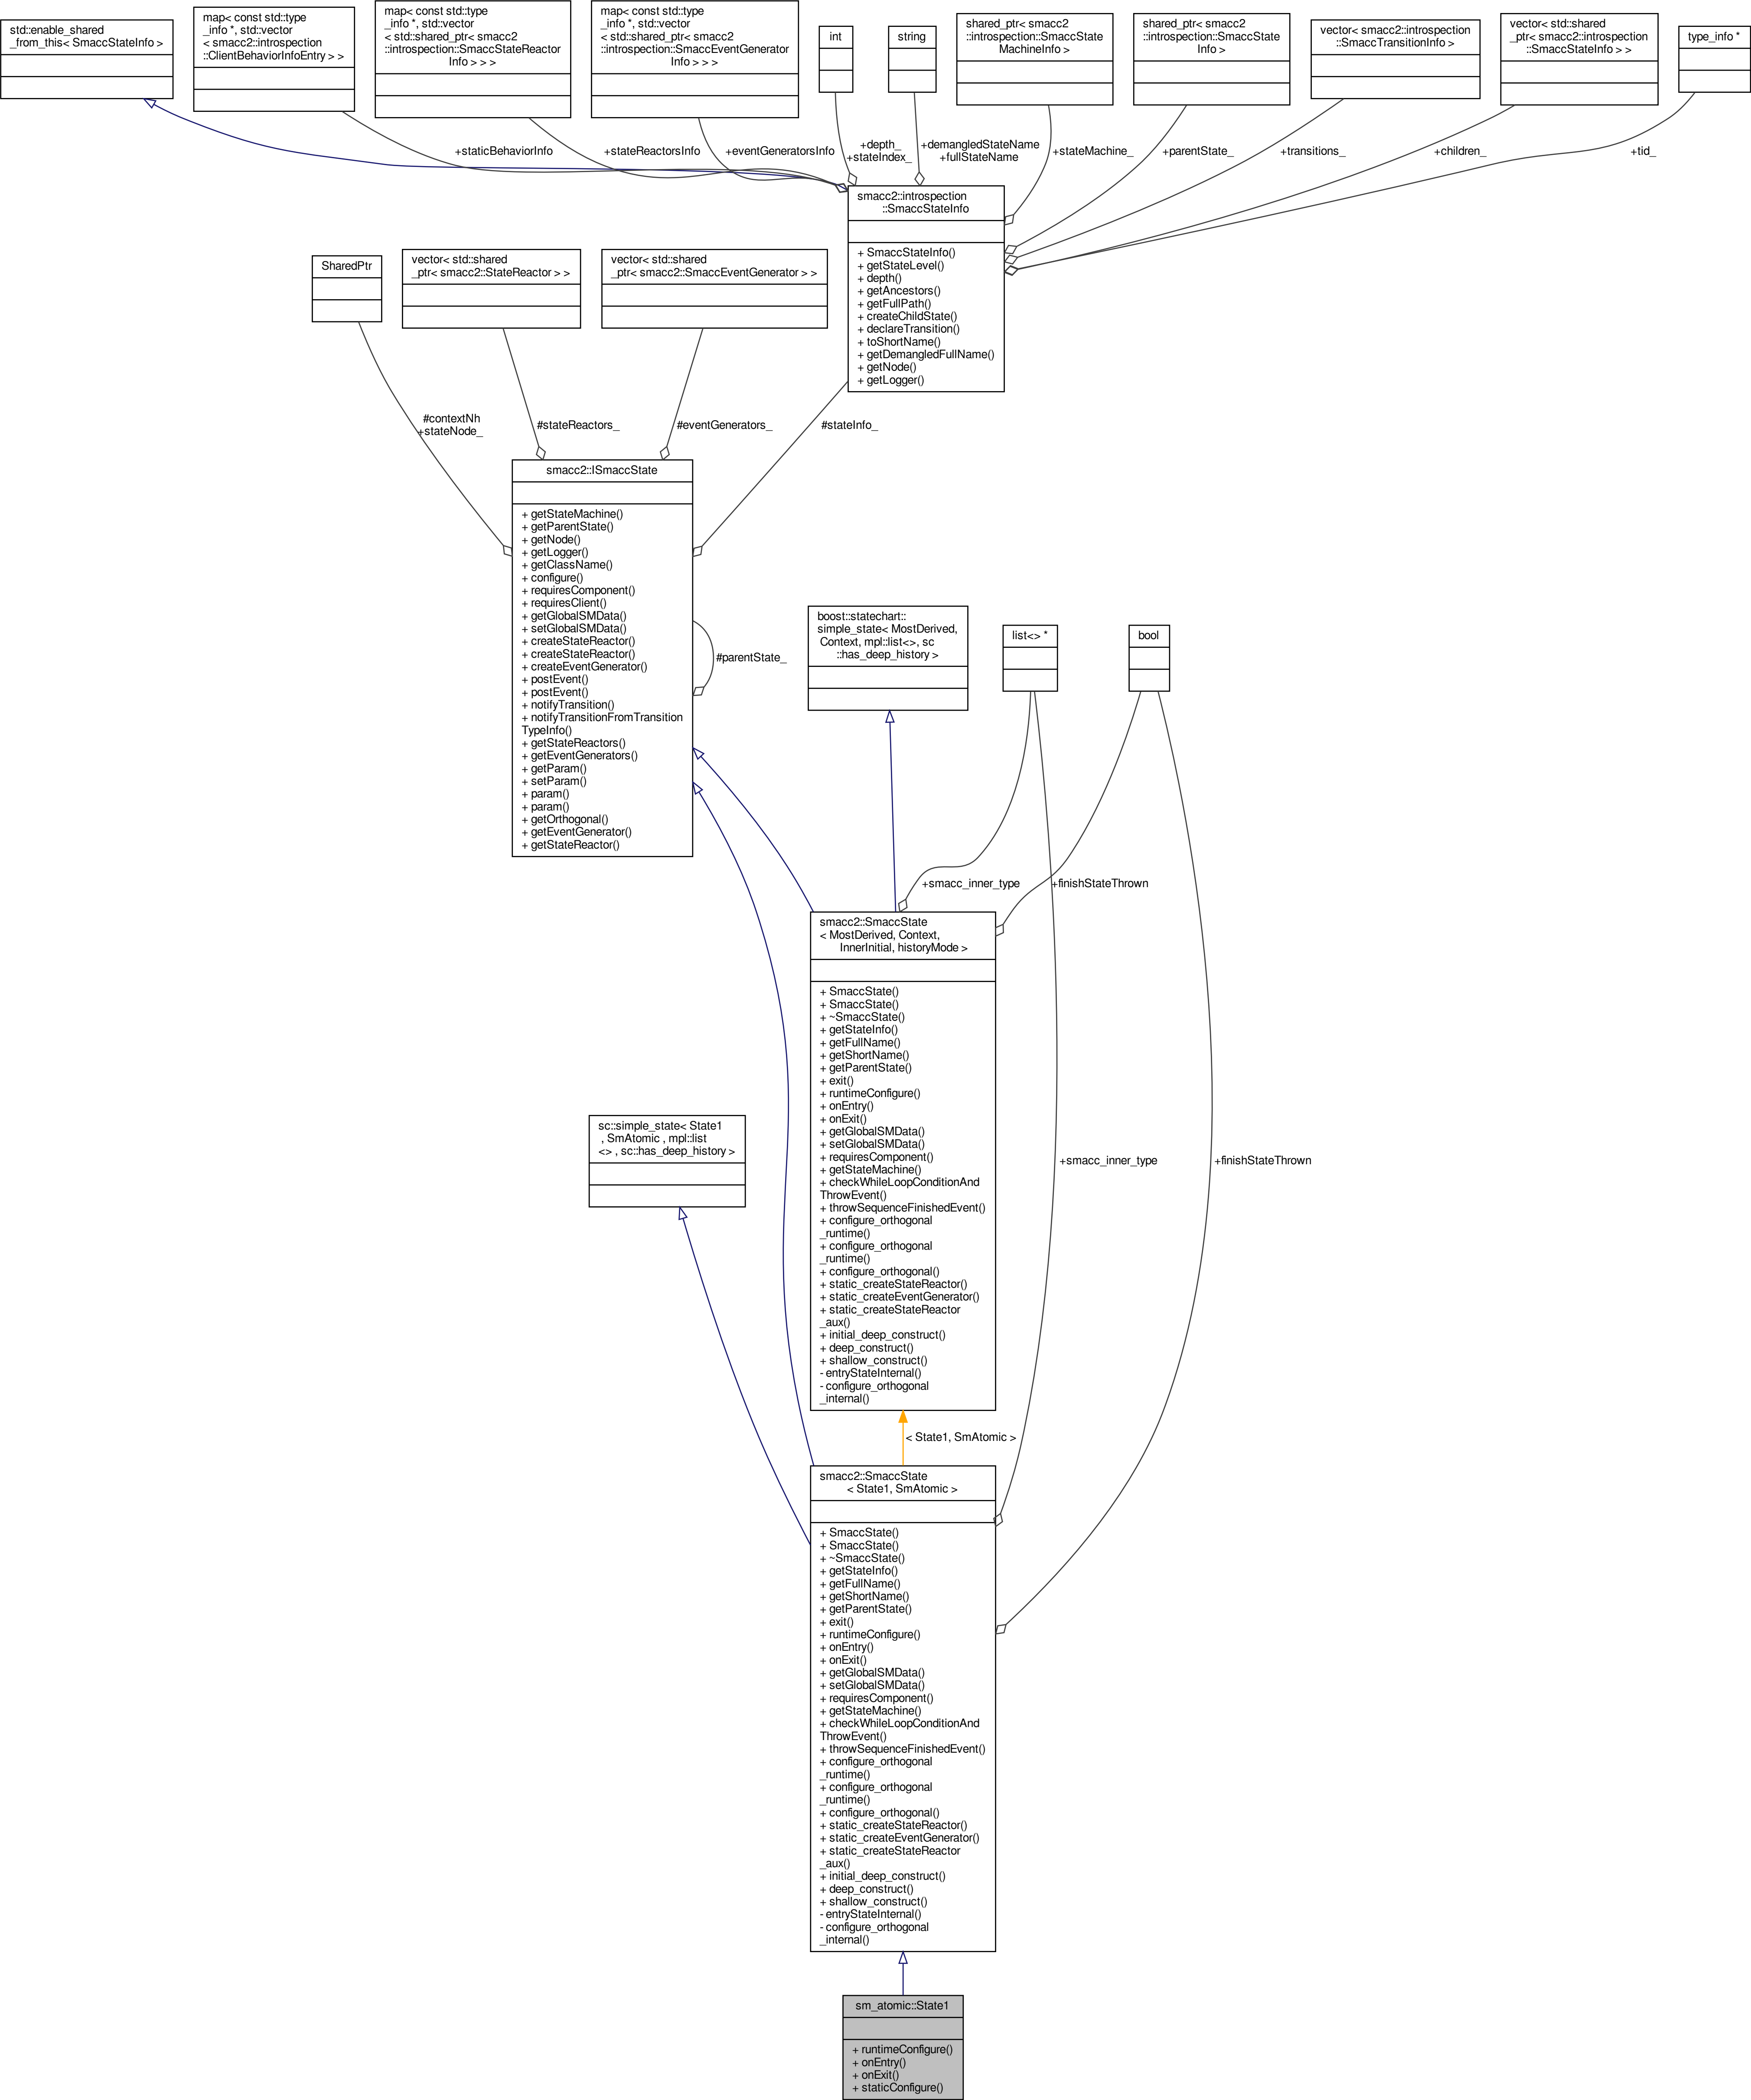 std::enable_shared
_from_this< SmaccStateInfo >
map< const std::type
_info *, std::vector
< smacc2::introspection
::ClientBehaviorInfoEntry > >
map< const std::type
_info *, std::vector
< std::shared_ptr< smacc2
::introspection::SmaccStateReactor
Info > > >
map< const std::type
_info *, std::vector
< std::shared_ptr< smacc2
::introspection::SmaccEventGenerator
Info > > >
int
string
shared_ptr< smacc2
::introspection::SmaccState
MachineInfo >
shared_ptr< smacc2
::introspection::SmaccState
Info >
vector< smacc2::introspection
::SmaccTransitionInfo >
vector< std::shared
_ptr< smacc2::introspection
::SmaccStateInfo > >
type_info *
+staticBehaviorInfo
+stateReactorsInfo
+eventGeneratorsInfo
+depth_
+stateIndex_
+demangledStateName
+fullStateName
+stateMachine_
+parentState_
+transitions_
+children_
+tid_
smacc2::introspection
::SmaccStateInfo
+ SmaccStateInfo()
+ getStateLevel()
+ depth()
+ getAncestors()
+ getFullPath()
+ createChildState()
+ declareTransition()
+ toShortName()
+ getDemangledFullName()
+ getNode()
+ getLogger()
SharedPtr
vector< std::shared
_ptr< smacc2::StateReactor > >
vector< std::shared
_ptr< smacc2::SmaccEventGenerator > >
#contextNh
+stateNode_
#stateReactors_
#eventGenerators_
#stateInfo_
smacc2::ISmaccState
+ getStateMachine()
+ getParentState()
+ getNode()
+ getLogger()
+ getClassName()
+ configure()
+ requiresComponent()
+ requiresClient()
+ getGlobalSMData()
+ setGlobalSMData()
+ createStateReactor()
+ createStateReactor()
+ createEventGenerator()
+ postEvent()
+ postEvent()
+ notifyTransition()
+ notifyTransitionFromTransition
TypeInfo()
+ getStateReactors()
+ getEventGenerators()
+ getParam()
+ setParam()
+ param()
+ param()
+ getOrthogonal()
+ getEventGenerator()
+ getStateReactor()
#parentState_
boost::statechart::
simple_state< MostDerived,
Context, mpl::list<>, sc
::has_deep_history >
list<> *
bool
+smacc_inner_type
+finishStateThrown
smacc2::SmaccState
< MostDerived, Context,
InnerInitial, historyMode >
+ SmaccState()
+ SmaccState()
+ ~SmaccState()
+ getStateInfo()
+ getFullName()
+ getShortName()
+ getParentState()
+ exit()
+ runtimeConfigure()
+ onEntry()
+ onExit()
+ getGlobalSMData()
+ setGlobalSMData()
+ requiresComponent()
+ getStateMachine()
+ checkWhileLoopConditionAnd
ThrowEvent()
+ throwSequenceFinishedEvent()
+ configure_orthogonal
_runtime()
+ configure_orthogonal
_runtime()
+ configure_orthogonal()
+ static_createStateReactor()
+ static_createEventGenerator()
+ static_createStateReactor
_aux()
+ initial_deep_construct()
+ deep_construct()
+ shallow_construct()
- entryStateInternal()
- configure_orthogonal
_internal()
sc::simple_state< State1
, SmAtomic , mpl::list
<> , sc::has_deep_history >
+smacc_inner_type
+finishStateThrown
< State1, SmAtomic >
smacc2::SmaccState
< State1, SmAtomic >
+ SmaccState()
+ SmaccState()
+ ~SmaccState()
+ getStateInfo()
+ getFullName()
+ getShortName()
+ getParentState()
+ exit()
+ runtimeConfigure()
+ onEntry()
+ onExit()
+ getGlobalSMData()
+ setGlobalSMData()
+ requiresComponent()
+ getStateMachine()
+ checkWhileLoopConditionAnd
ThrowEvent()
+ throwSequenceFinishedEvent()
+ configure_orthogonal
_runtime()
+ configure_orthogonal
_runtime()
+ configure_orthogonal()
+ static_createStateReactor()
+ static_createEventGenerator()
+ static_createStateReactor
_aux()
+ initial_deep_construct()
+ deep_construct()
+ shallow_construct()
- entryStateInternal()
- configure_orthogonal
_internal()
sm_atomic::State1
+ runtimeConfigure()
+ onEntry()
+ onExit()
+ staticConfigure()